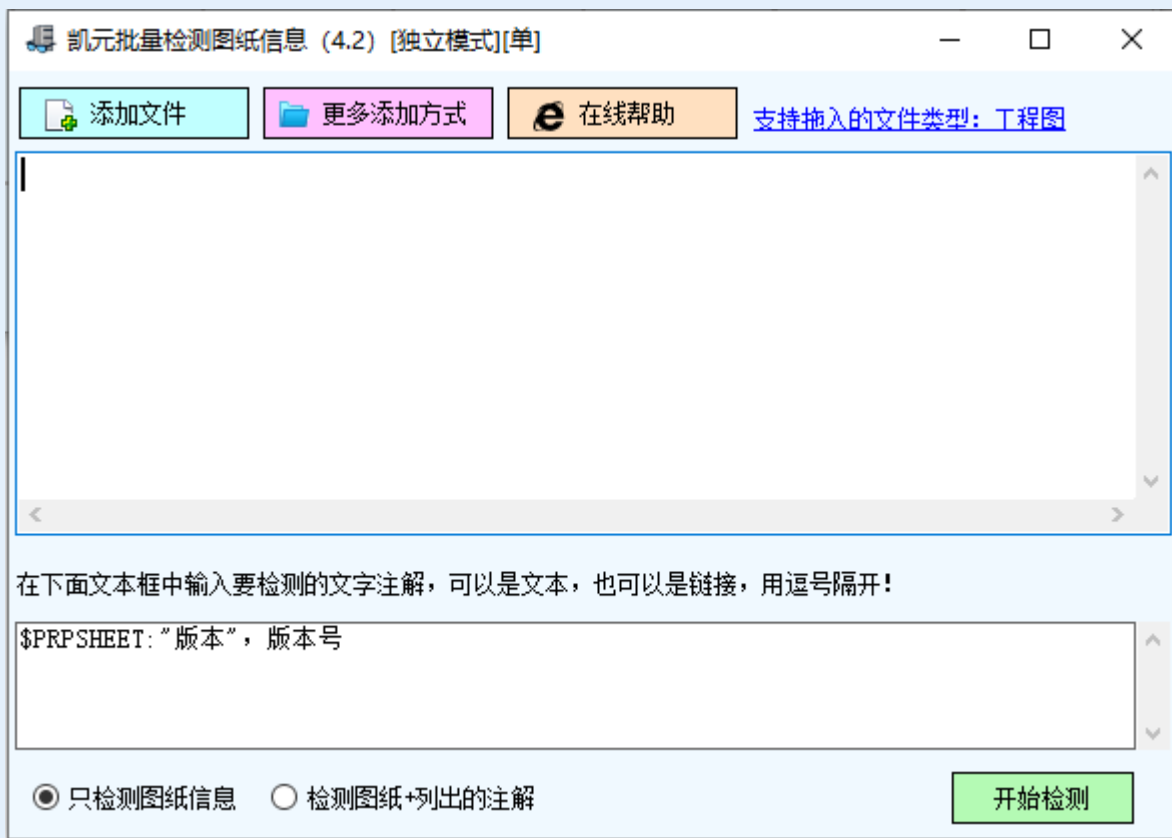 凯元批量检测图纸信息（4.2）[独立模式][单]
添加文件
更多添加方式
在线帮助
支持拖入的文件类型：工程图
在下面文本框中输入要检测的文字注解，可以是文本，也可以是链接，用逗号隔开！
$PRPSHEET:"版本"，版本号
只检测图纸信息
检测图纸+列出的注解
开始检测